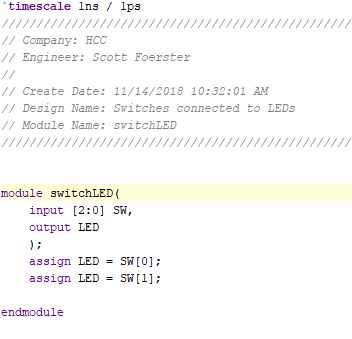 `timescale 1ns / 1ps
//////////////////////////////////////////////////
// Company: HCC
// Engineer: Scott Foerster
//
// Create Date: 11/14/2018 10:32:01 AM
// Design Name: Switches connected to LEDs
// Module Name: switchLED
//////////////////////////////////////////////////
module switchLED(
input [2:0] SW,
output LED
);
assign LED = SW[0];
assign LED = SW[1];
endmodule